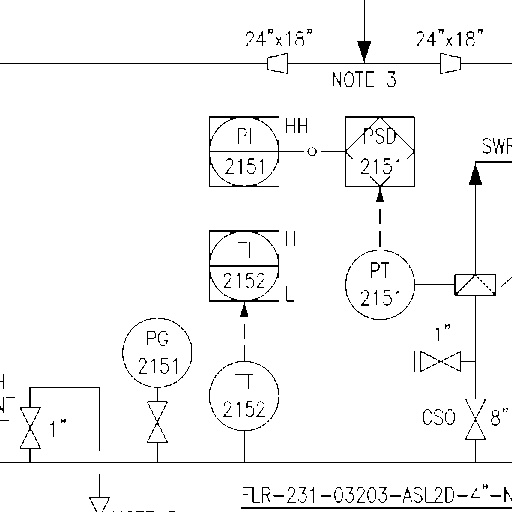 24"x18"
24"x18"
NOTE 3
PI
2151
HH
PSD
2151
SWR
TI
2152
H
L
PT
2151
PG
2151
1"
TT
2152
H
1"
CSO
8"
FLR-231-03203-ASL2D-4"-N